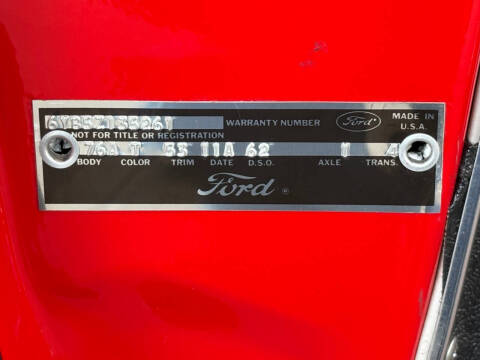 6Y85Z135261 WARRANTY NUMBER Ford MADE IN U.S.A.
NOT FOR TITLE OR REGISTRATION
76A T 55 11A 62 1 4
BODY COLOR TRIM DATE D.S.O. AXLE TRANS.
Ford ®